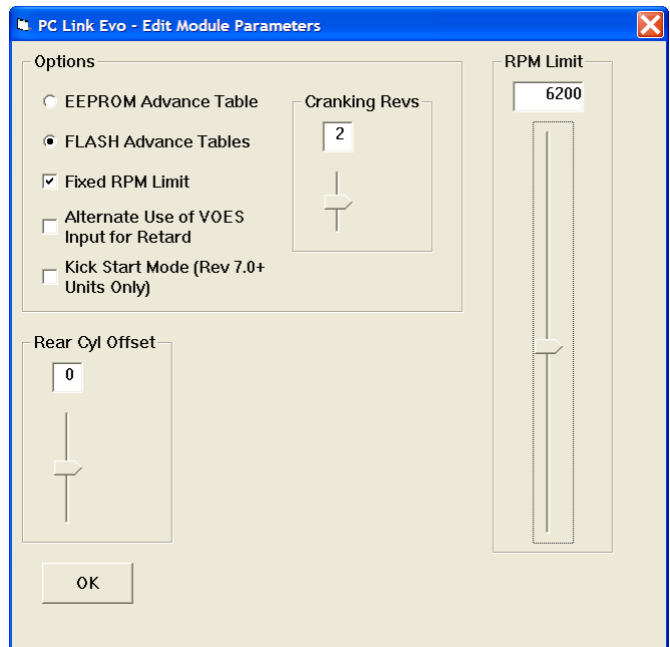 PC Link Evo - Edit Module Parameters
Options
EEPROM Advance Table
FLASH Advance Tables
Fixed RPM Limit
Alternate Use of VOES
Input for Retard
Kick Start Mode (Rev 7.0+
Units Only)
Cranking Revs
2
RPM Limit
6200
Rear Cyl Offset
0
OK